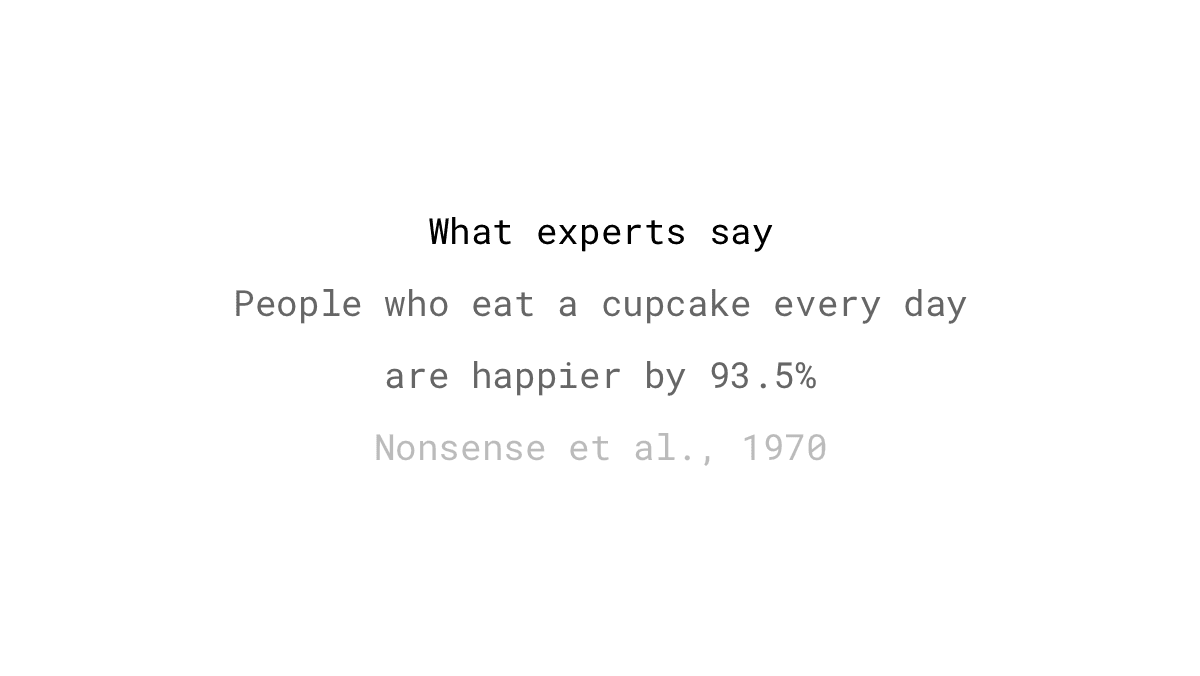 What experts say
People who eat a cupcake every day
are happier by 93.5%
Nonsense et al., 1970